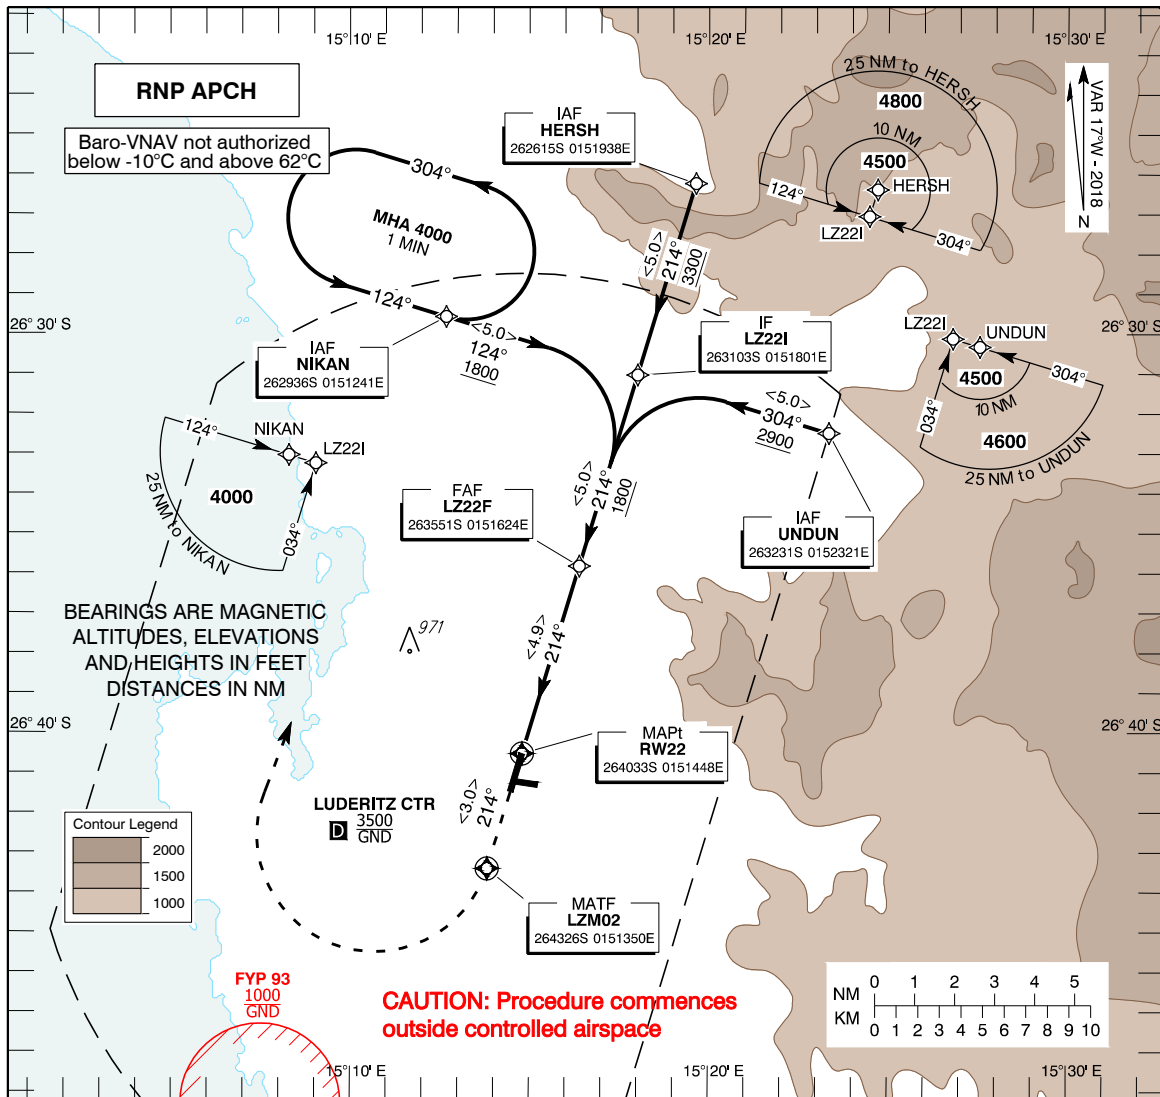 15° 10' E
15° 20' E
15° 30' E
RNP APCH
Baro-VNAV not authorized
below -10°C and above 62°C
IAF
HERSH
262615S 0151938E
25 NM to HERSH
4800
10 NM
4500
HERSH
124°
LZ22I
304°
VAR 17°W - 2018
N
304°
MHA 4000
1 MIN
124°
<5.0>
214°
3300
26° 30' S
26° 30' S
IAF
NIKAN
262936S 0151241E
<5.0>
124°
1800
IF
LZ22I
263103S 0151801E
LZ22I
UNDUN
4500
304°
10 NM
034°
4600
25 NM to UNDUN
<5.0>
304°
2900
124°
NIKAN
LZ22I
4000
25 NM to NIKAN
034°
FAF
LZ22F
263551S 0151624E
<5.0>
214°
1800
IAF
UNDUN
263231S 0152321E
BEARINGS ARE MAGNETIC
ALTITUDES, ELEVATIONS
AND HEIGHTS IN FEET
DISTANCES IN NM
971
<4.9>
214°
26° 40' S
26° 40' S
MAPt
RW22
264033S 0151448E
LUDERITZ CTR
D 3500
GND
<3.0>
214°
Contour Legend
2000
1500
1000
MATF
LZM02
264326S 0151350E
FYP 93
1000
GND
CAUTION: Procedure commences
outside controlled airspace
NM 0 1 2 3 4 5
KM 0 1 2 3 4 5 6 7 8 9 10
15° 10' E
15° 20' E
15° 30' E